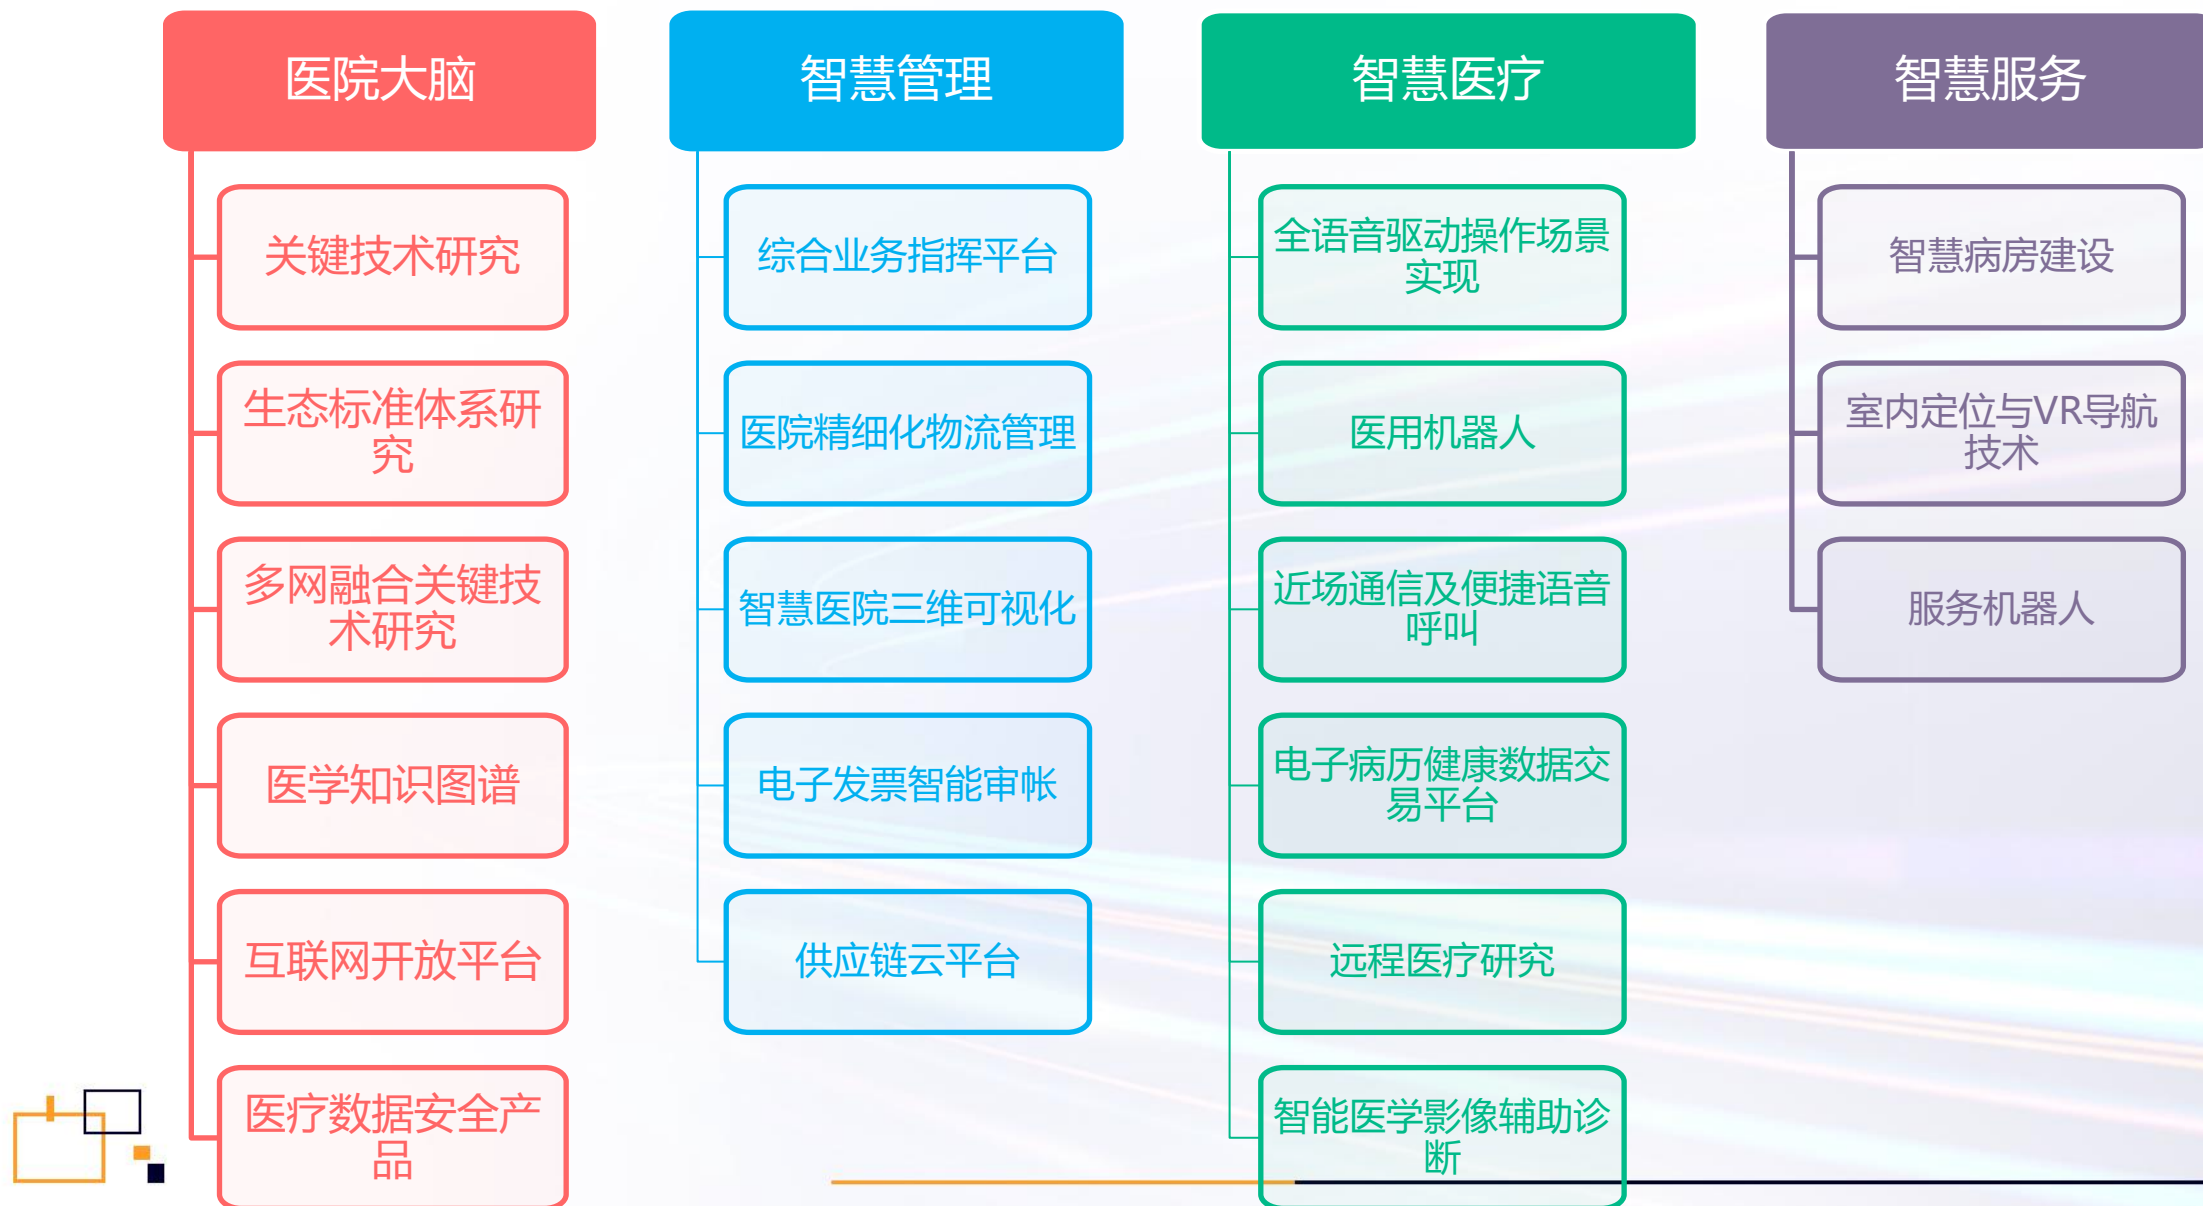 医院大脑
关键技术研究
生态标准体系研
究
多网融合关键技
术研究
医学知识图谱
互联网开放平台
医疗数据安全产
品
智慧管理
综合业务指挥平台
医院精细化物流管理
智慧医院三维可视化
电子发票智能审帐
供应链云平台
智慧医疗
全语音驱动操作场景
实现
医用机器人
近场通信及便捷语音
呼叫
电子病历健康数据交
易平台
远程医疗研究
智能医学影像辅助诊
断
智慧服务
智慧病房建设
室内定位与VR导航
技术
服务机器人